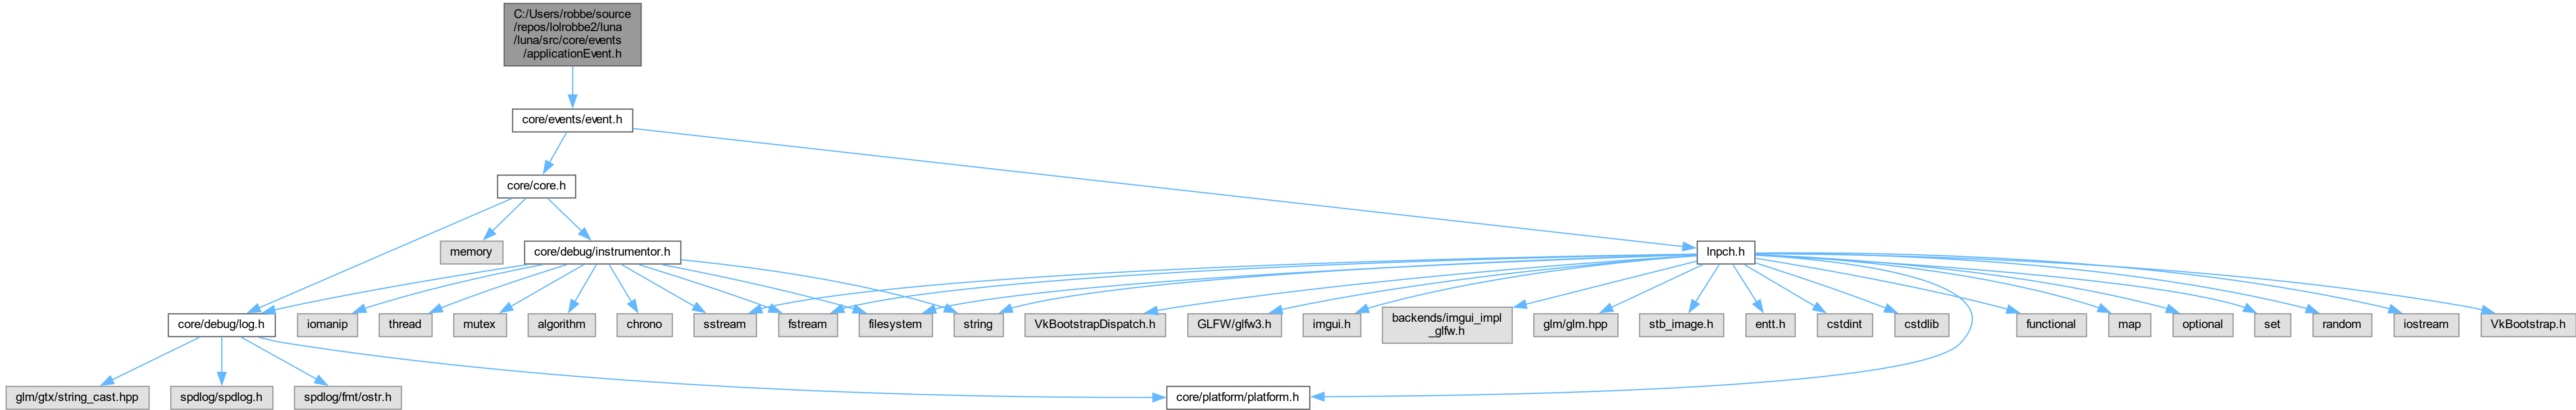 C:/Users/robbe/source
/repos/lolrobbe2/luna
/luna/src/core/events
/applicationEvent.h
core/events/event.h
core/core.h
memory
core/debug/instrumentor.h
lnpch.h
core/debug/log.h
iomanip
thread
mutex
algorithm
chrono
sstream
fstream
filesystem
string
VkBootstrapDispatch.h
GLFW/glfw3.h
imgui.h
backends/imgui_impl
_glfw.h
glm/glm.hpp
stb_image.h
entt.h
cstdint
cstdlib
functional
map
optional
set
random
iostream
VkBootstrap.h
glm/gtx/string_cast.hpp
spdlog/spdlog.h
spdlog/fmt/ostr.h
core/platform/platform.h